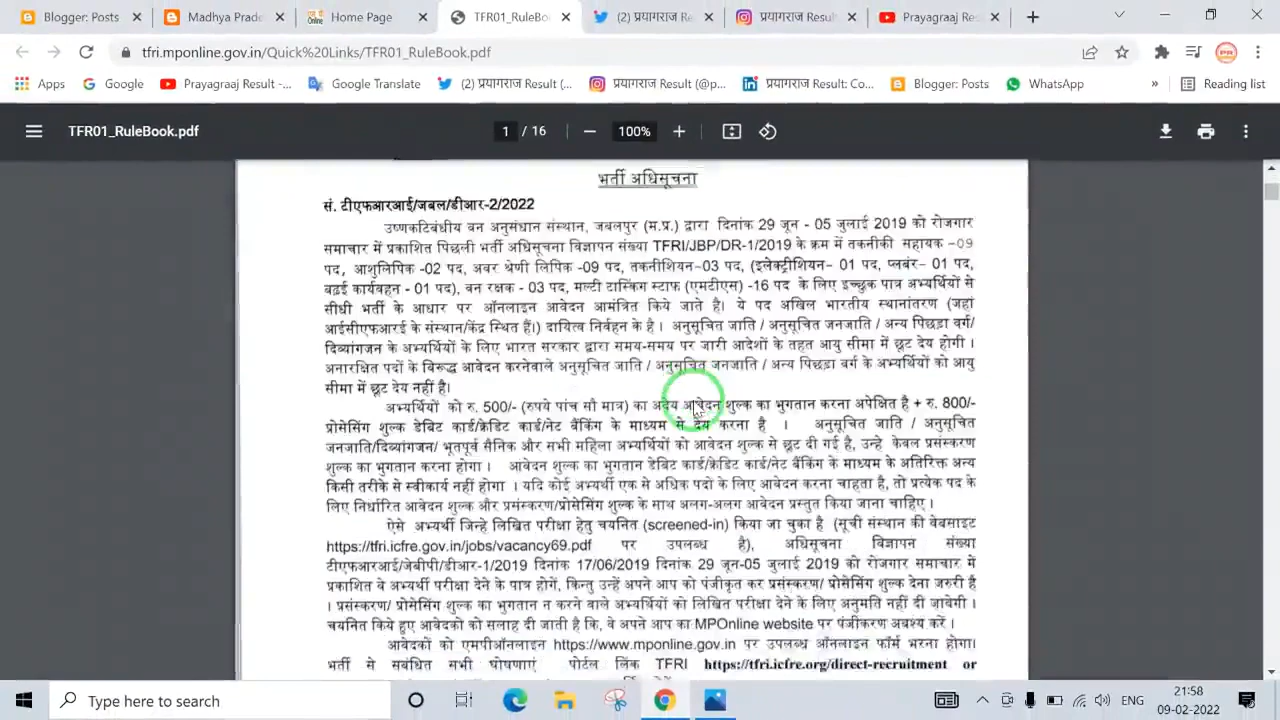 Blogger: Posts
Madhya Prade
Home Page
TFR01_RuleBo
(2) प्रयागराज Re
प्रयागराज Resul
Prayagraaj Res
tfri.mponline.gov.in/Quick%20Links/TFR01_RuleBook.pdf
Apps
Google
Prayagraaj Result -...
Google Translate
(2) प्रयागराज Result (...
प्रयागराज Result (@p...
प्रयागराज Result: Co...
Blogger: Posts
WhatsApp
»
Reading list
TFR01_RuleBook.pdf
1 / 16
100%
भर्ती अधिसूचना
सं. टीएफआरआई/जबल/डीआर-2/2022
उष्णकटिबंधीय वन अनुसंधान संस्थान, जबलपुर (म.प्र.) द्वारा दिनांक 29 जून - 05 जुलाई 2019 को रोजगार
समाचार में प्रकाशित पिछली भर्ती अधिसूचना विज्ञापन संख्या TFRI/JBP/DR-1/2019 के क्रम में तकनीकी सहायक -09
पद, आशुलिपिक -02 पद, अवर श्रेणी लिपिक -09 पद, तकनीशियन-03 पद, (इलेक्ट्रीशियन- 01 पद, प्लबंर- 01 पद,
बढ़ई कार्यवहन - 01 पद), वन रक्षक - 03 पद, मल्टी टास्किंग स्टाफ (एमटीएस) -16 पद के लिए इच्छुक पात्र अभ्यर्थियों से
सीधी भर्ती के आधार पर ऑनलाइन आवेदन आमंत्रित किये जाते है। ये पद अखिल भारतीय स्थानंतरण (जहां
आईसीएफआरई के संस्थान/केंद्र स्थित हैं।) दायित्व निर्वहन के है। अनुसूचित जाति / अनुसूचित जनजाति / अन्य पिछड़ा वर्ग/
दिव्यांगजन के अभ्यर्थियों के लिए भारत सरकार द्वारा समय-समय पर जारी आदेशों के तहत आयु सीमा में छूट देय होगी।
अनारक्षित पदों के विरूद्ध आवेदन करनेवाले अनुसूचित जाति / अनुसूचित जनजाति / अन्य पिछड़ा बर्ग के अभ्यर्थियों को आयु
सीमा में छूट देय नहीं है।
अभ्यर्थियों को रु. 500/- (रुपये पांच सौ मात्र) का अदेय आवेदन शुल्क का भुगतान करना अपेक्षित है + रु. 800/-
प्रोसेसिंग शुल्क डेबिट कार्ड/क्रेडिट कार्ड/नेट बैंकिंग के माध्यम से देय करना है । अनुसूचित जाति / अनुसूचित
जनजाति/दिव्यांगजन/ भूतपूर्व सैनिक और सभी महिला अभ्यर्थियों को आवेदन शुल्क से छूट दी गई है, उन्हे केवल प्रसंस्करण
शुल्क का भुगतान करना होगा। आवेदन शुल्क का भुगतान डेबिट कार्ड/क्रेडिट कार्ड/नेट बैंकिंग के माध्यम के अतिरिक्त अन्य
किसी तरीके से स्वीकार्य नहीं होगा । यदि कोई अभ्यर्थी एक से अधिक पदो के लिए आवेदन करना चाहता है, तो प्रत्येक पद के
लिए निर्धारित आवेदन शुल्क और प्रसंस्करण/प्रोसेसिंग शुल्क के साथ अलग-अलग आवेदन प्रस्तुत किया जाना चाहिए।
ऐसे अभ्यर्थी जिन्हे लिखित परीक्षा हेतु चयनित (screened-in) किया जा चुका है (सूची संस्थान की वेबसाइट
https://tfri.icfre.gov.in/jobs/vacancy69.pdf पर उपलब्ध है), अधिसूचना विज्ञापन संख्या
टीएफआरआई/जेबीपी/डीआर-1/2019 दिनांक 17/06/2019 दिनांक 29 जून-05 जुलाई 2019 को रोजगार समाचार में
प्रकाशित वे अभ्यर्थी परीक्षा देने के पात्र होगें, किन्तु उन्हें अपने आप को पंजीकृत कर प्रसंस्करण/ प्रोसेसिंग शुल्क देना जरुरी है
। प्रसंस्करण/ प्रोसेसिंग शुल्क का भुगतान न करने वाले अभ्यर्थियों को लिखित परीक्षा देने के लिए अनुमति नहीं दी जावेगी ।
चयनित किये हुए आवेदकों को सलाह दी जाती है कि, वे अपने आप का MPOnline website पर पंजीकरण अवश्य करें ।
आवेदकों को एमपीऑनलाइन https://www.mponline.gov.in पर उपलब्ध ऑनलाइन फॉर्म भरना होगा।
भर्ती से सबंधित सभी घोषणाएं पोर्टल लिंक TFRI https://tfri.icfre.org/direct-recruitment or
Type here to search
ENG
21:58
09-02-2022